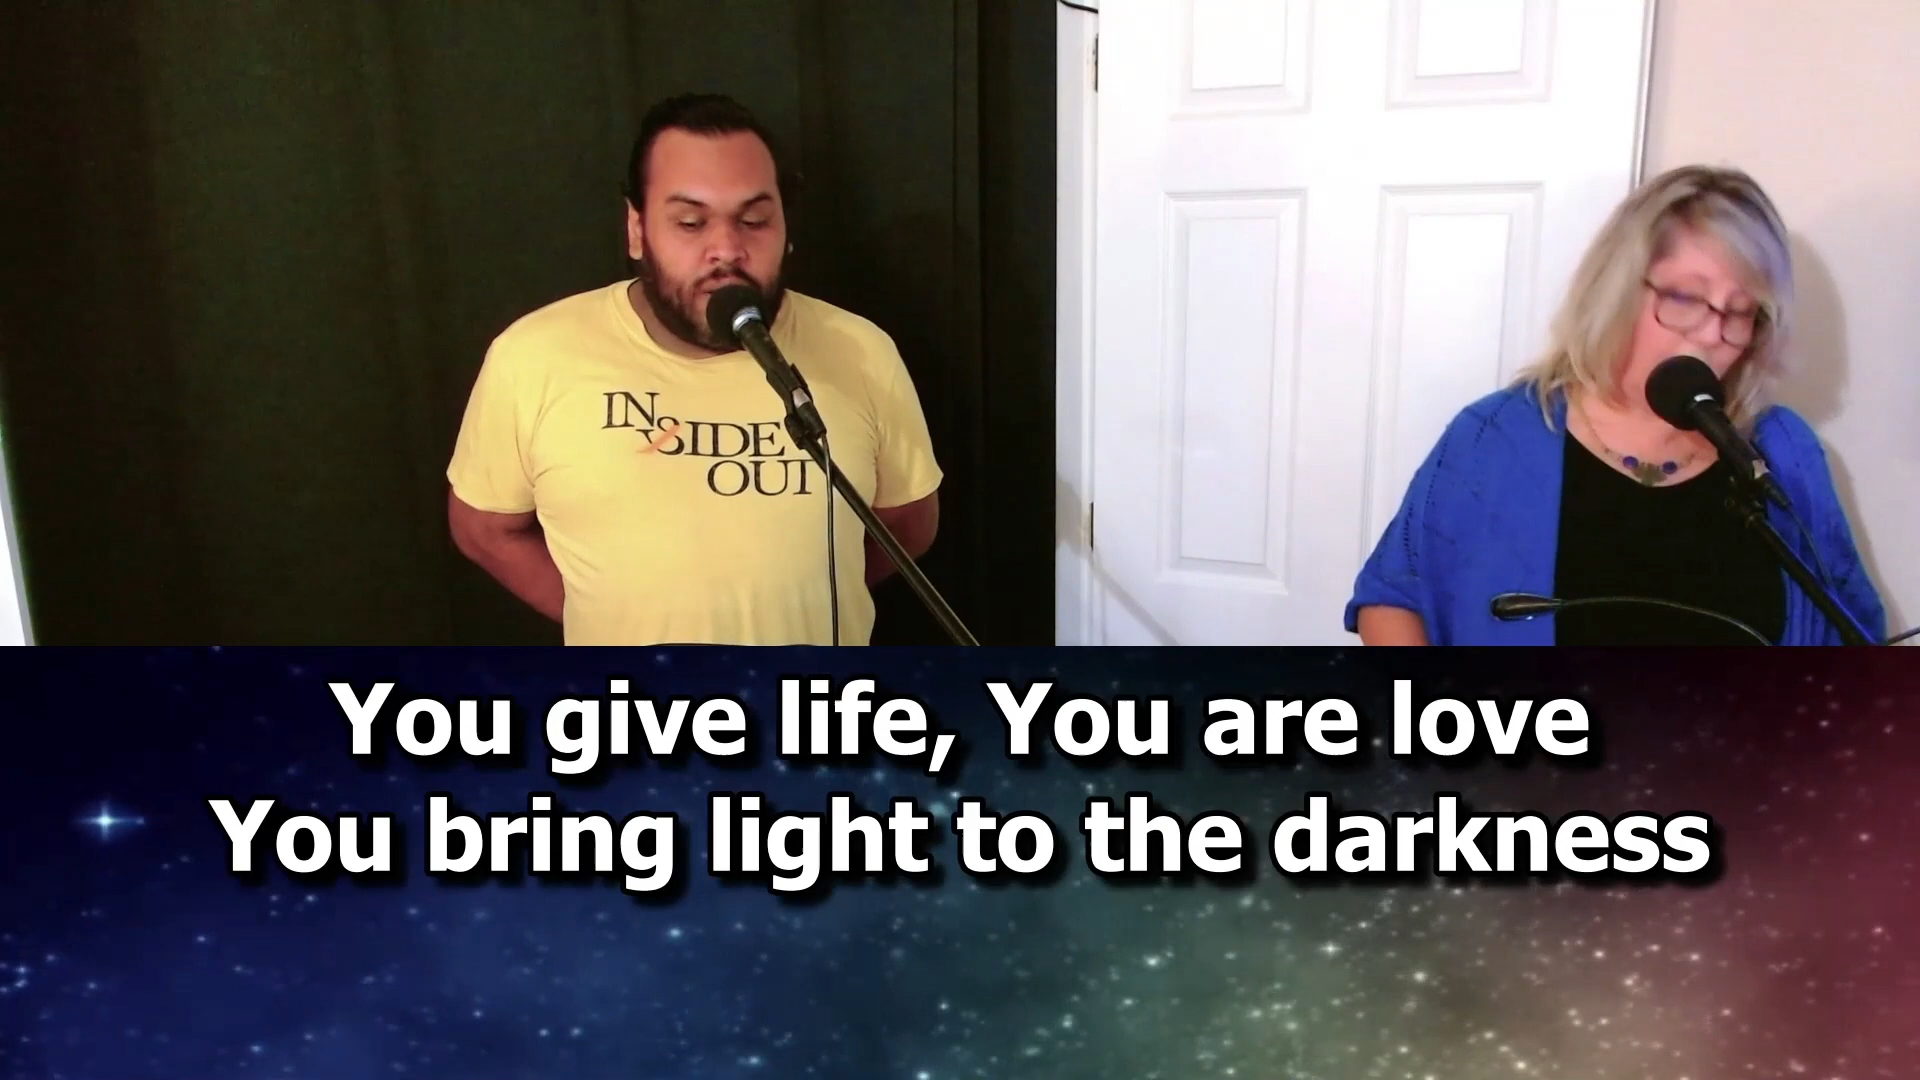 IN
SIDE
OUT
You give life, You are love
You bring light to the darkness